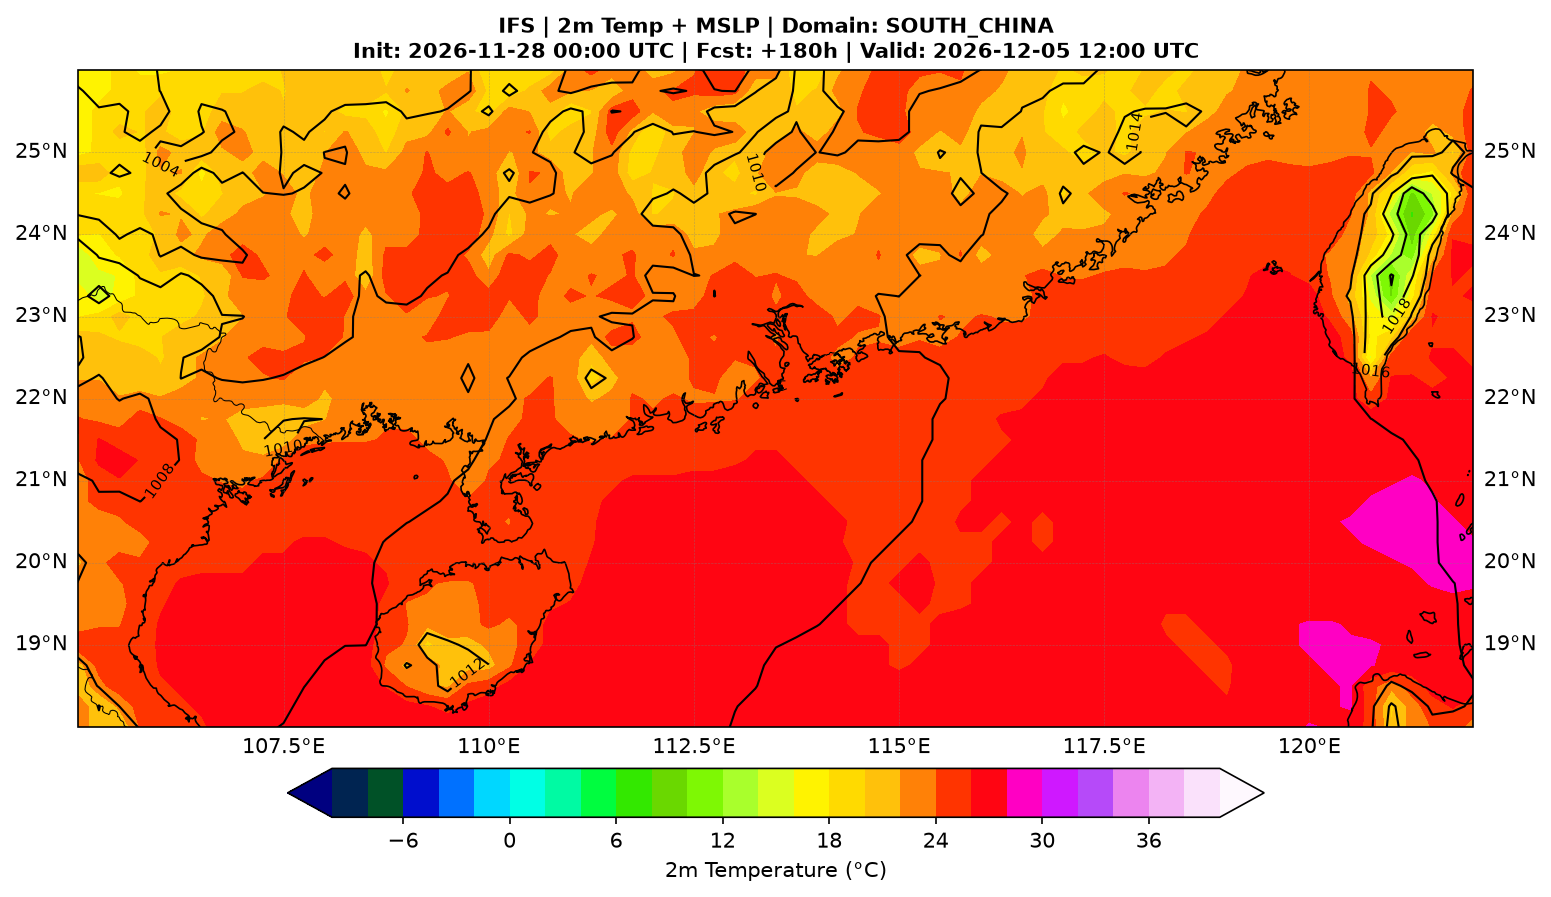 IFS | 2m Temp + MSLP | Domain: SOUTH_CHINA
Init: 2026-11-28 00:00 UTC | Fcst: +180h | Valid: 2026-12-05 12:00 UTC
1004
1010
1014
25°N
25°N
24°N
24°N
23°N
23°N
1018
1016
22°N
22°N
1010
1008
21°N
21°N
20°N
20°N
19°N
19°N
1012
107.5°E
110°E
112.5°E
115°E
117.5°E
120°E
−6
0
6
12
18
24
30
36
2m Temperature (°C)